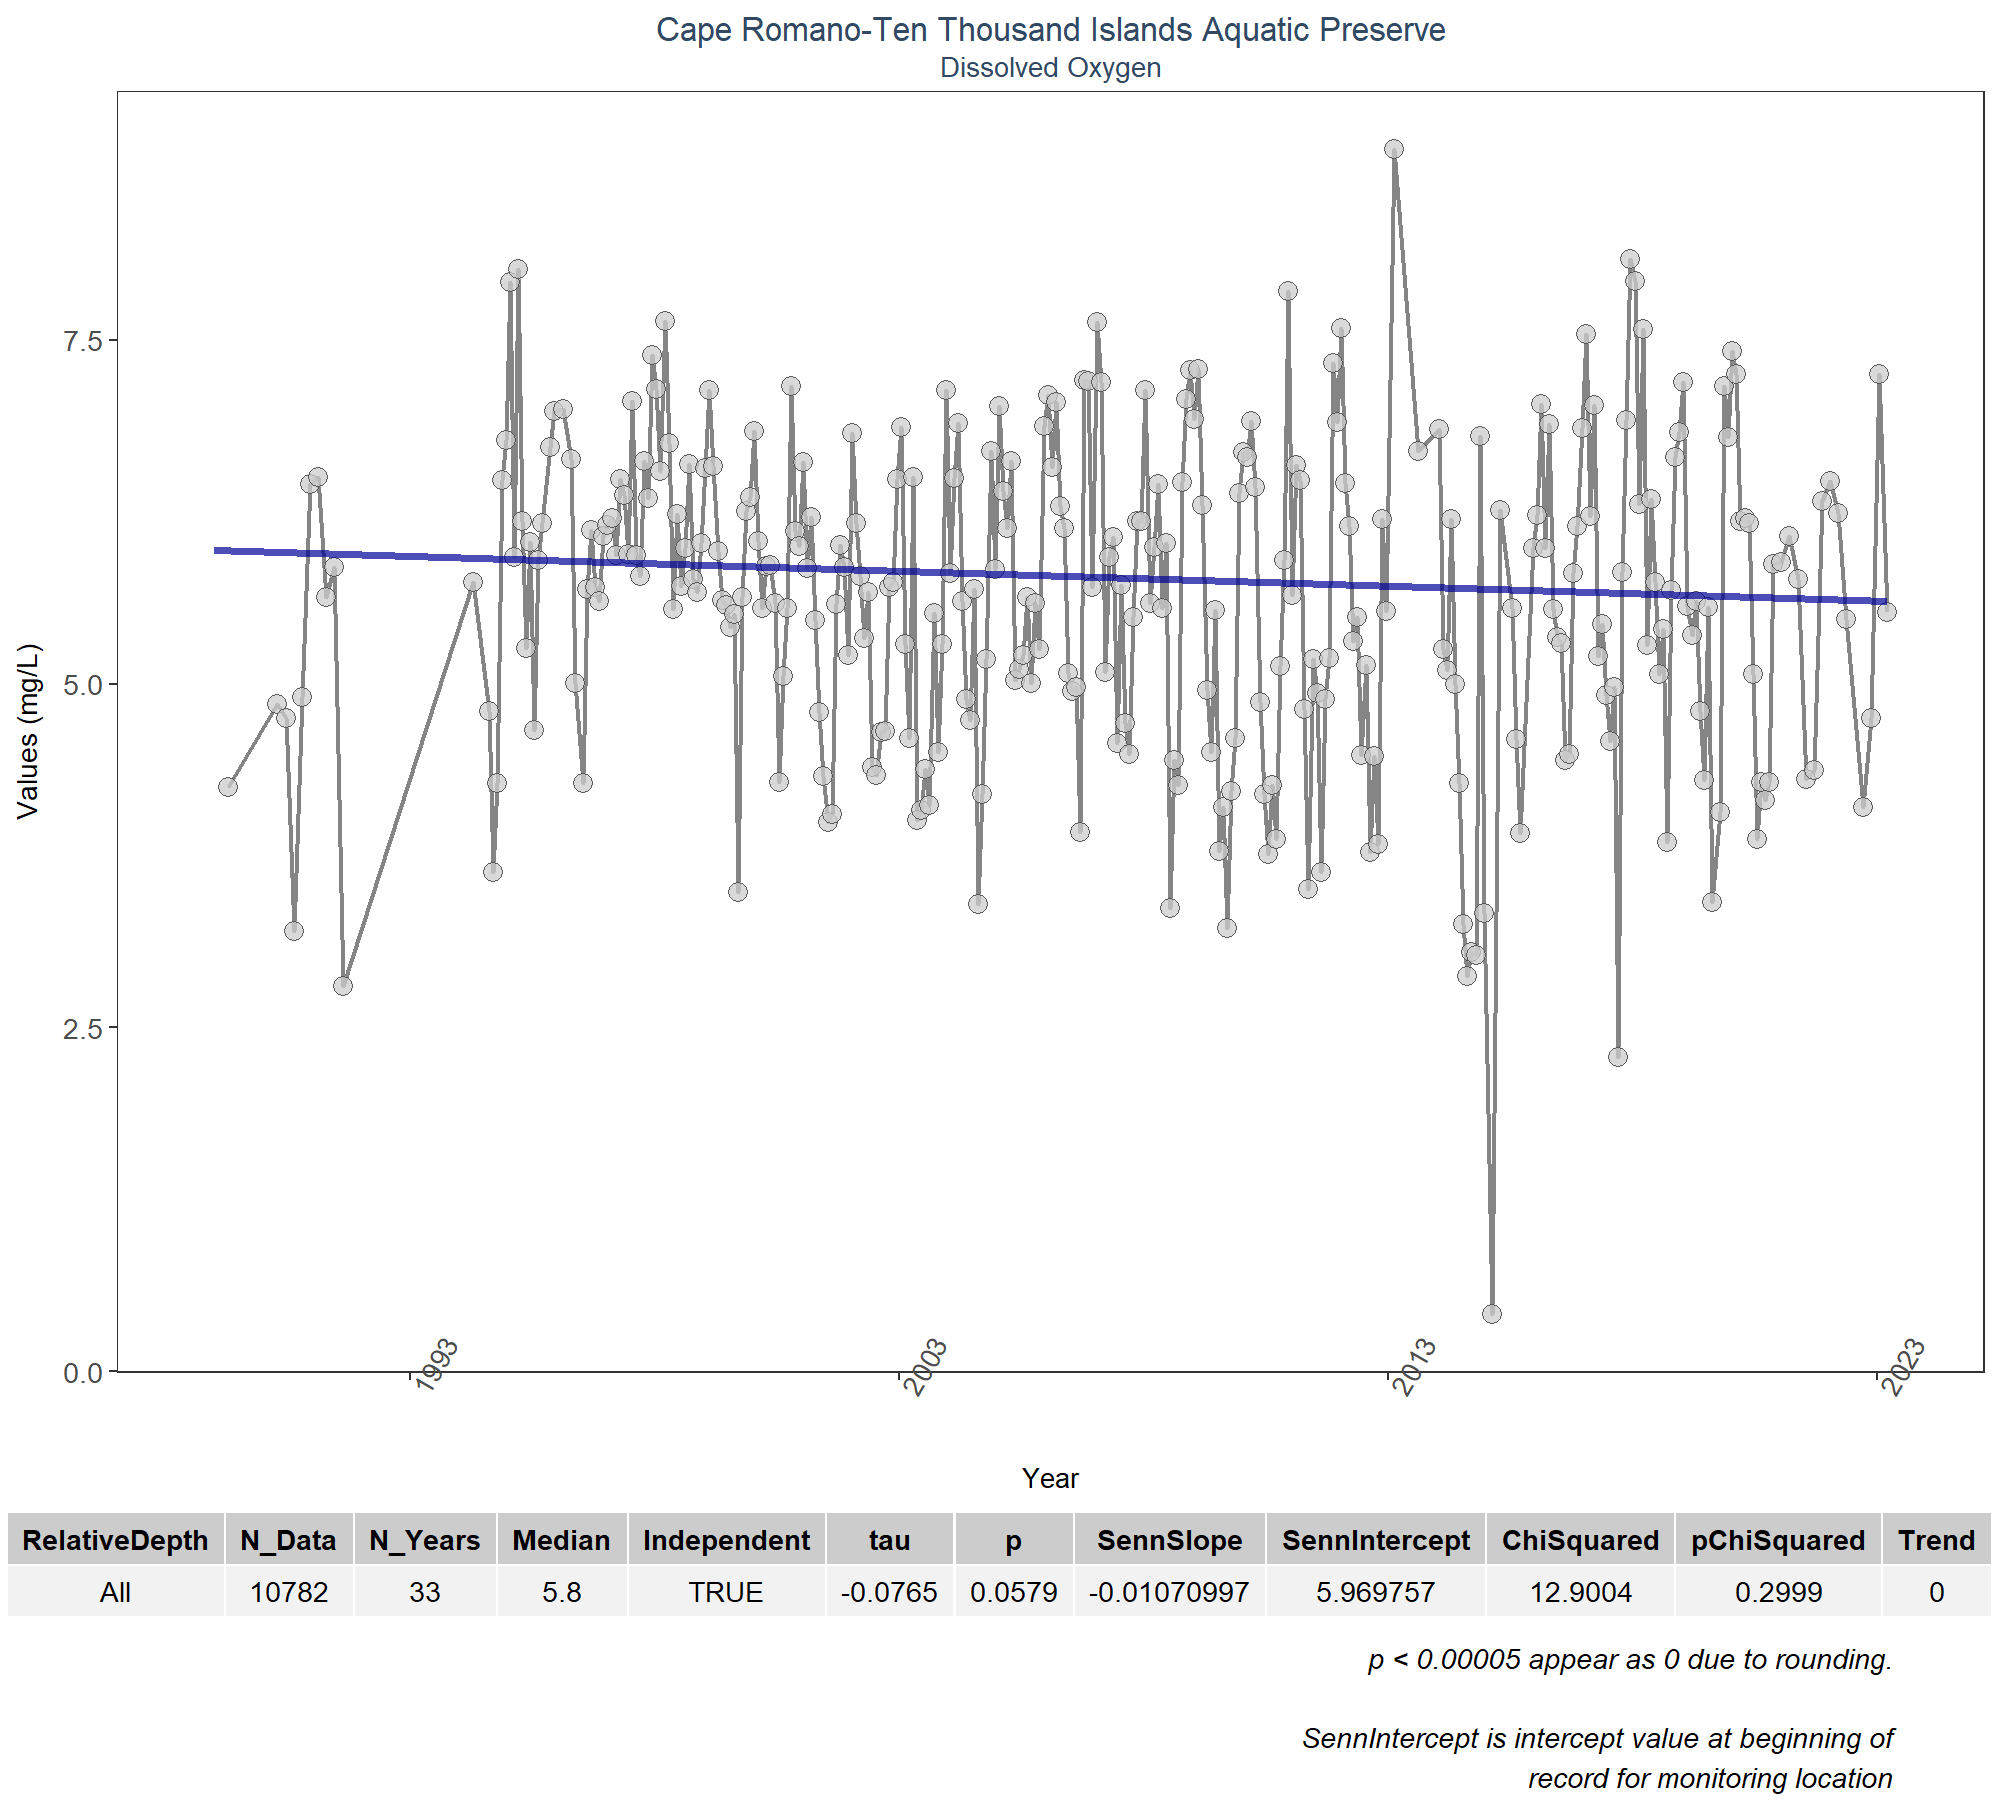 Cape Romano-Ten Thousand Islands Aquatic Preserve
Dissolved Oxygen
Values (mg/L)
7.5
5.0
2.5
0.0
1993
2003
2013
2023
Year
RelativeDepth N_Data N_Years Median Independent tau p SennSlope SennIntercept ChiSquared pChiSquared Trend
All 10782 33 5.8 TRUE -0.0765 0.0579 -0.01070997 5.969757 12.9004 0.2999 0
p < 0.00005 appear as 0 due to rounding.
SennIntercept is intercept value at beginning of
record for monitoring location